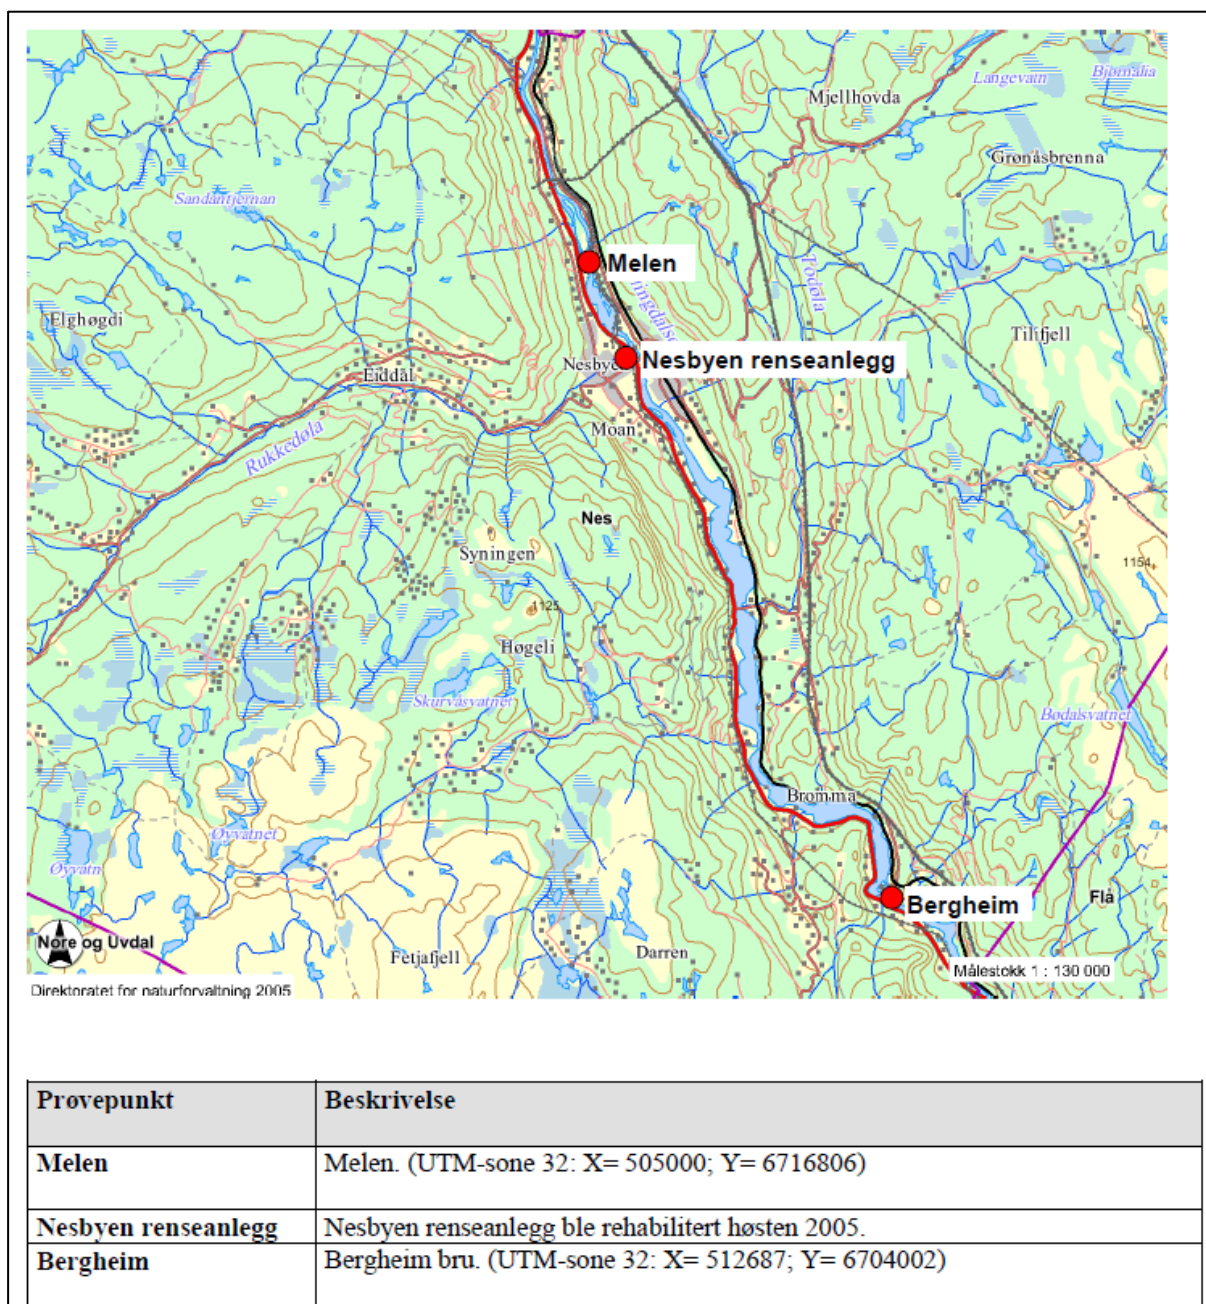 Mjellhovda
Langevatn
Bjørnalia
Grønåsbrenna
Sandantjernan
Melen
Todøla
Elghøgdi
Tilifjell
Nesbyen renseanlegg
Eiddal
Moan
Rukkedøla
Nes
Syningen
1154
1125
Høgeli
Skurvasvatnet
Bødalsvatnet
Bromma
Øyvatnet
Øyvatn
Bergheim
Flå
Nore og Uvdal
Fetjafjell
Darren
Målestokk 1 : 130 000
Direktoratet for naturforvaltning 2005
Prøvepunkt Beskrivelse
Melen Melen. (UTM-sone 32: X= 505000; Y= 6716806)
Nesbyen renseanlegg Nesbyen renseanlegg ble rehabilitert høsten 2005.
Bergheim Bergheim bru. (UTM-sone 32: X= 512687; Y= 6704002)